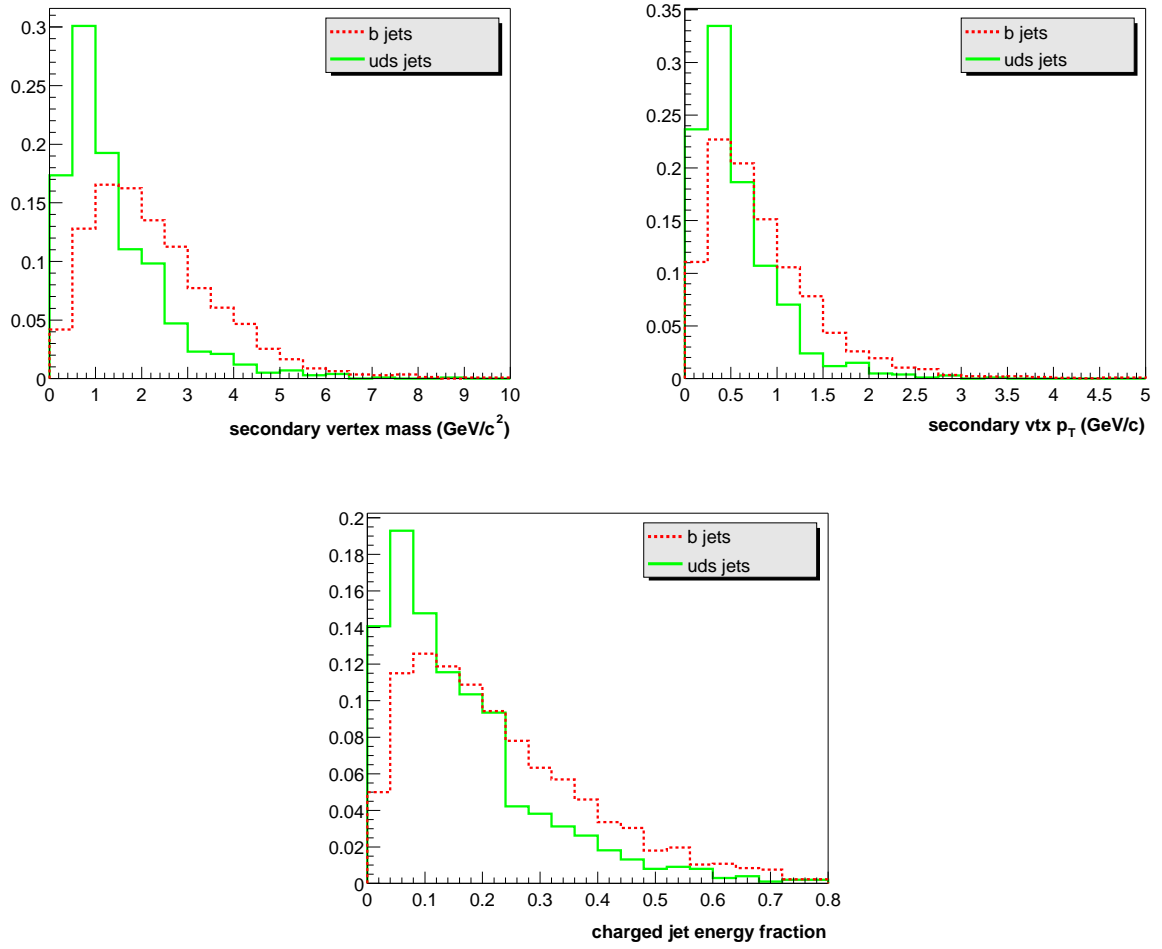 0.3
0.25
0.2
0.15
0.1
0.05
0
b jets
uds jets
0 1 2 3 4 5 6 7 8 9 10
secondary vertex mass (GeV/c²)
0.35
0.3
0.25
0.2
0.15
0.1
0.05
0
b jets
uds jets
0 0.5 1 1.5 2 2.5 3 3.5 4 4.5 5
secondary vtx p_T (GeV/c)
0.2
0.18
0.16
0.14
0.12
0.1
0.08
0.06
0.04
0.02
0
b jets
uds jets
0 0.1 0.2 0.3 0.4 0.5 0.6 0.7 0.8
charged jet energy fraction